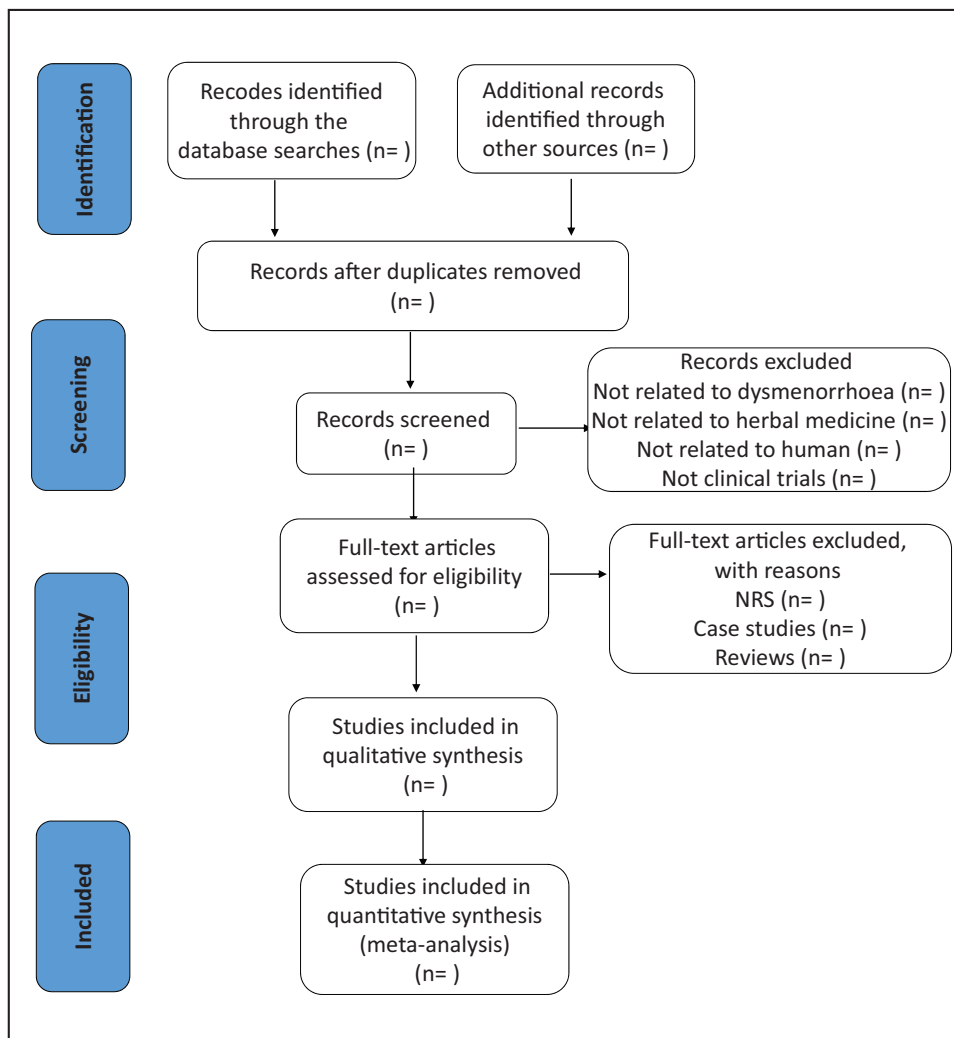 Identification
Recodes identified
through the
database searches (n= )
Additional records
identified through
other sources (n= )
Records after duplicates removed
(n= )
Screening
Records screened
(n= )
Records excluded
Not related to dysmenorrhoea (n= )
Not related to herbal medicine (n= )
Not related to human (n= )
Not clinical trials (n= )
Eligibility
Full-text articles
assessed for eligibility
(n= )
Full-text articles excluded,
with reasons
NRS (n= )
Case studies (n= )
Reviews (n= )
Studies included in
qualitative synthesis
(n= )
Included
Studies included in
quantitative synthesis
(meta-analysis)
(n= )